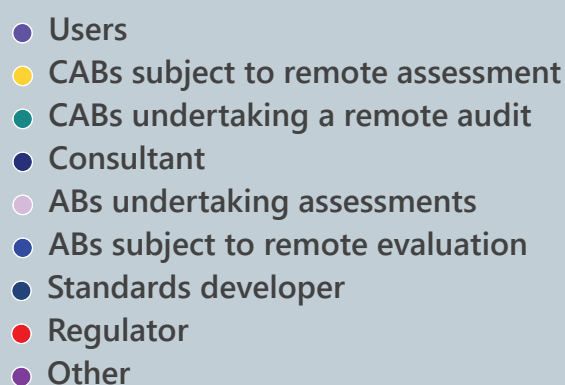 Users
CABs subject to remote assessment
CABs undertaking a remote audit
Consultant
ABs undertaking assessments
ABs subject to remote evaluation
Standards developer
Regulator
Other